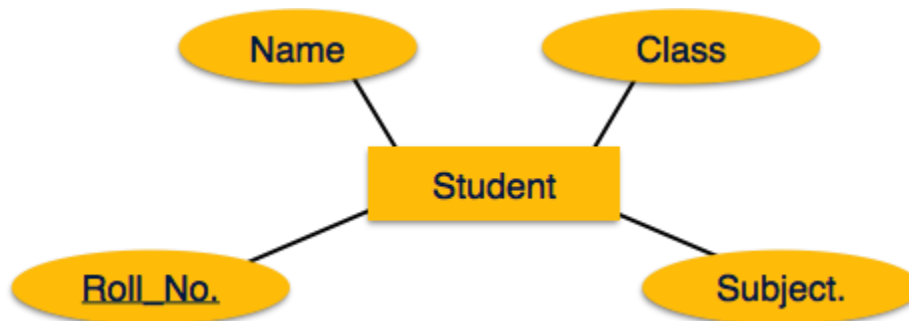 Name
Class
Student
Roll_No.
Subject.